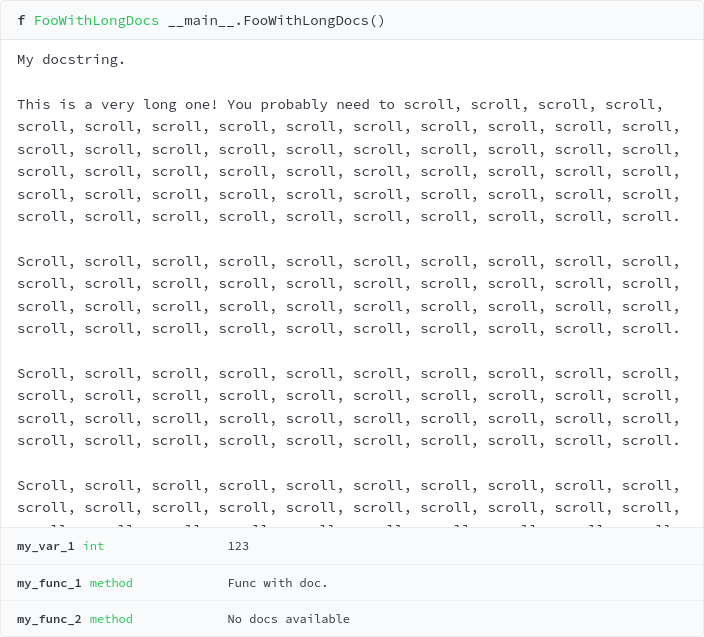 f FooWithLongDocs __main__.FooWithLongDocs()
My docstring.
This is a very long one! You probably need to scroll, scroll, scroll, scroll,
scroll, scroll, scroll, scroll, scroll, scroll, scroll, scroll, scroll, scroll,
scroll, scroll, scroll, scroll, scroll, scroll, scroll, scroll, scroll, scroll,
scroll, scroll, scroll, scroll, scroll, scroll, scroll, scroll, scroll, scroll,
scroll, scroll, scroll, scroll, scroll, scroll, scroll, scroll, scroll, scroll,
scroll, scroll, scroll, scroll, scroll, scroll, scroll, scroll, scroll, scroll.
Scroll, scroll, scroll, scroll, scroll, scroll, scroll, scroll, scroll, scroll,
scroll, scroll, scroll, scroll, scroll, scroll, scroll, scroll, scroll, scroll,
scroll, scroll, scroll, scroll, scroll, scroll, scroll, scroll, scroll, scroll,
scroll, scroll, scroll, scroll, scroll, scroll, scroll, scroll, scroll, scroll.
Scroll, scroll, scroll, scroll, scroll, scroll, scroll, scroll, scroll, scroll,
scroll, scroll, scroll, scroll, scroll, scroll, scroll, scroll, scroll, scroll,
scroll, scroll, scroll, scroll, scroll, scroll, scroll, scroll, scroll, scroll,
scroll, scroll, scroll, scroll, scroll, scroll, scroll, scroll, scroll, scroll.
Scroll, scroll, scroll, scroll, scroll, scroll, scroll, scroll, scroll, scroll,
scroll, scroll, scroll, scroll, scroll, scroll, scroll, scroll, scroll, scroll,
my_var_1 int 123
my_func_1 method Func with doc.
my_func_2 method No docs available